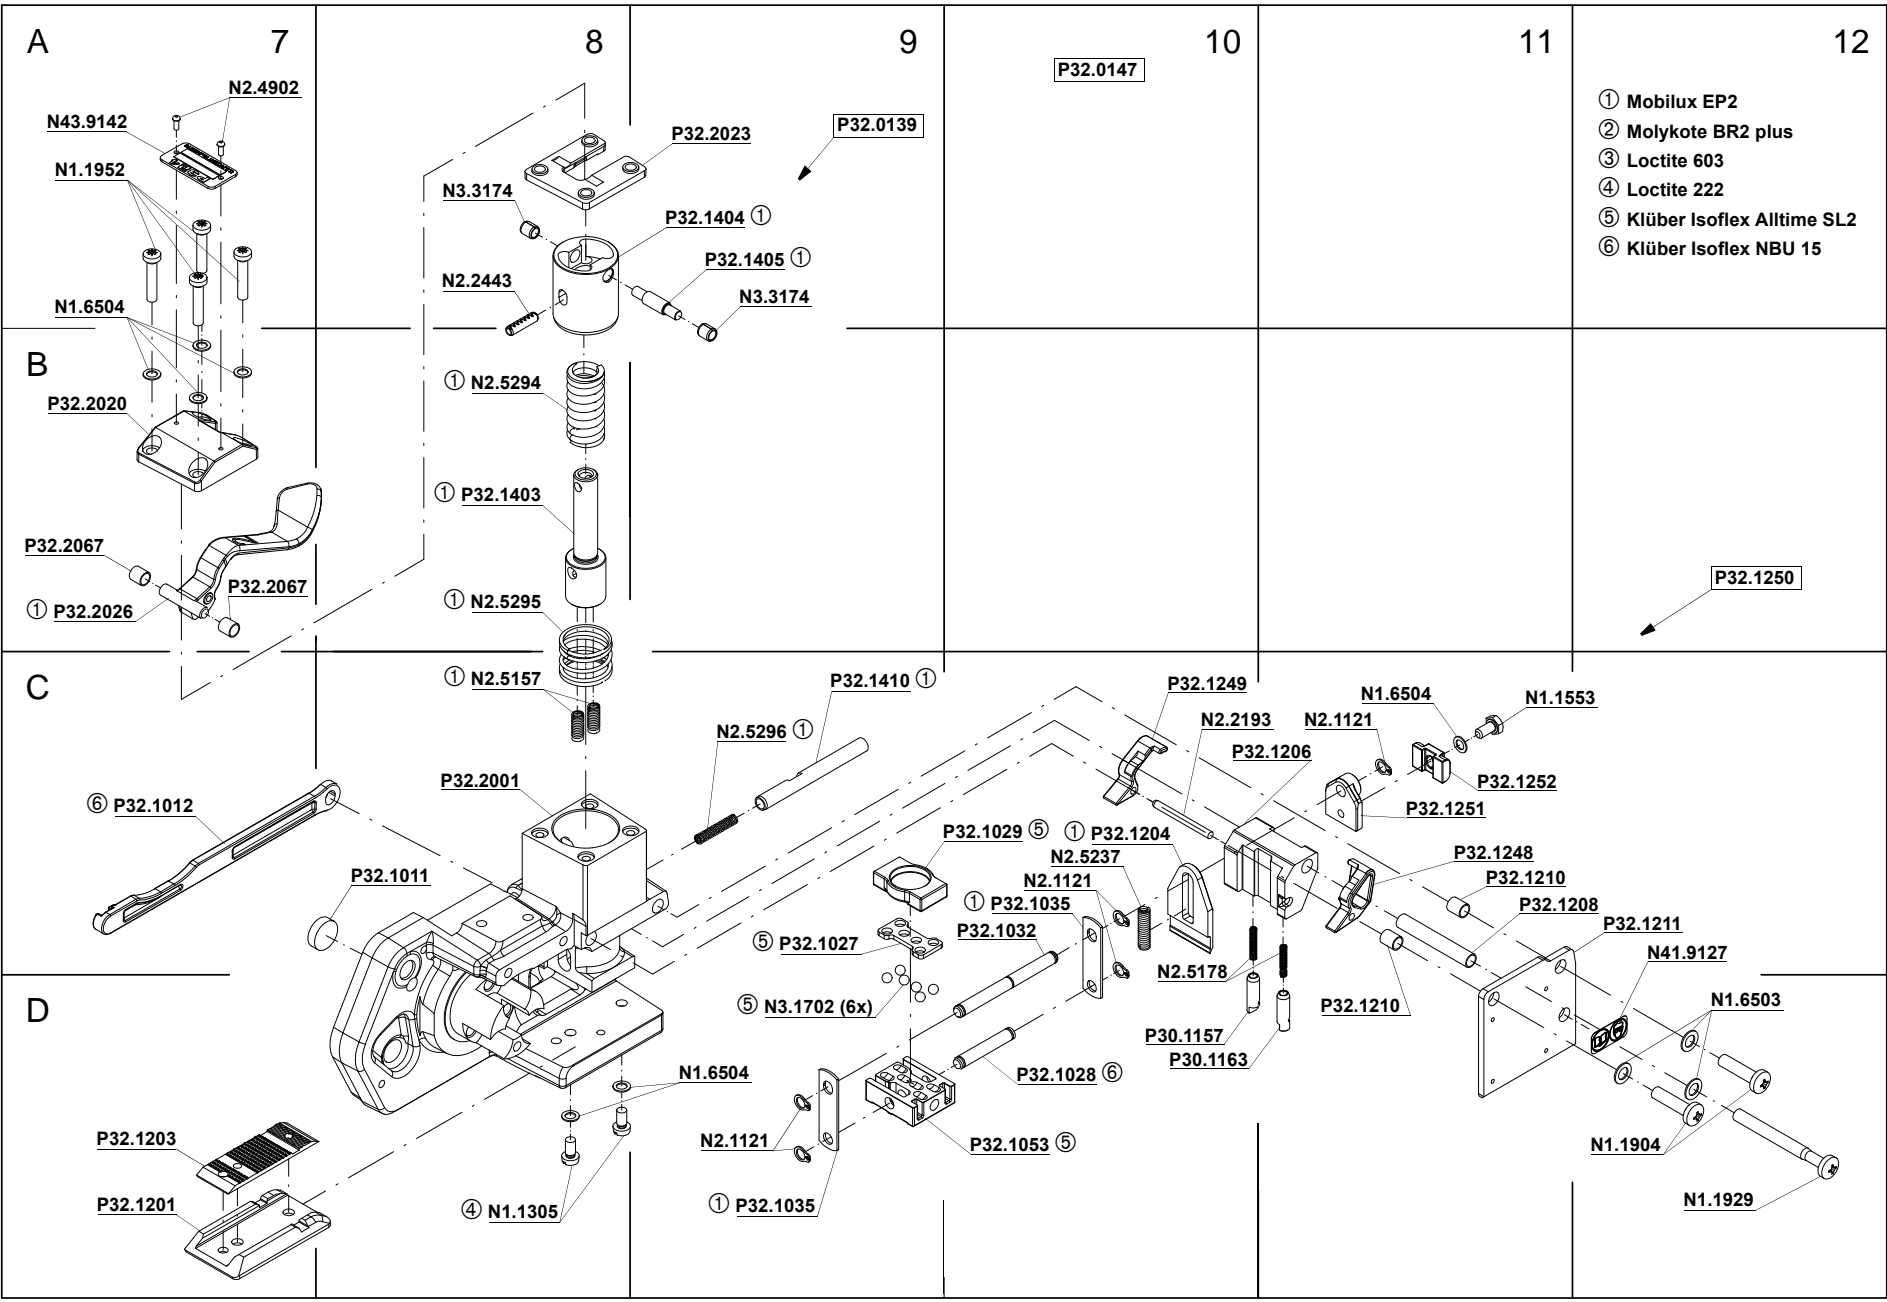 A
7
8
9
10
11
12
P32.0147
N2.4902
N43.9142
N1.1952
N1.6504
P32.2023
P32.0139
N3.3174
P32.1404 ①
P32.1405 ①
N2.2443
N3.3174
① Mobilux EP2
② Molykote BR2 plus
③ Loctite 603
④ Loctite 222
⑤ Klüber Isoflex Alltime SL2
⑥ Klüber Isoflex NBU 15
B
P32.2020
① N2.5294
① P32.1403
P32.2067
P32.2067
① P32.2026
① N2.5295
P32.1250
C
① N2.5157
P32.1410 ①
N2.5296 ①
P32.2001
⑥ P32.1012
P32.1011
P32.1249
N2.2193
P32.1206
N2.1121
N1.6504
N1.1553
P32.1252
P32.1251
P32.1029 ⑤
① P32.1204
N2.5237
N2.1121
① P32.1035
P32.1032
⑤ P32.1027
P32.1248
P32.1210
P32.1208
P32.1211
N41.9127
N2.5178
D
⑤ N3.1702 (6x)
P32.1210
N1.6503
P30.1157
P30.1163
N1.6504
P32.1028 ⑥
P32.1203
N2.1121
P32.1053 ⑤
N1.1904
P32.1201
④ N1.1305
① P32.1035
N1.1929